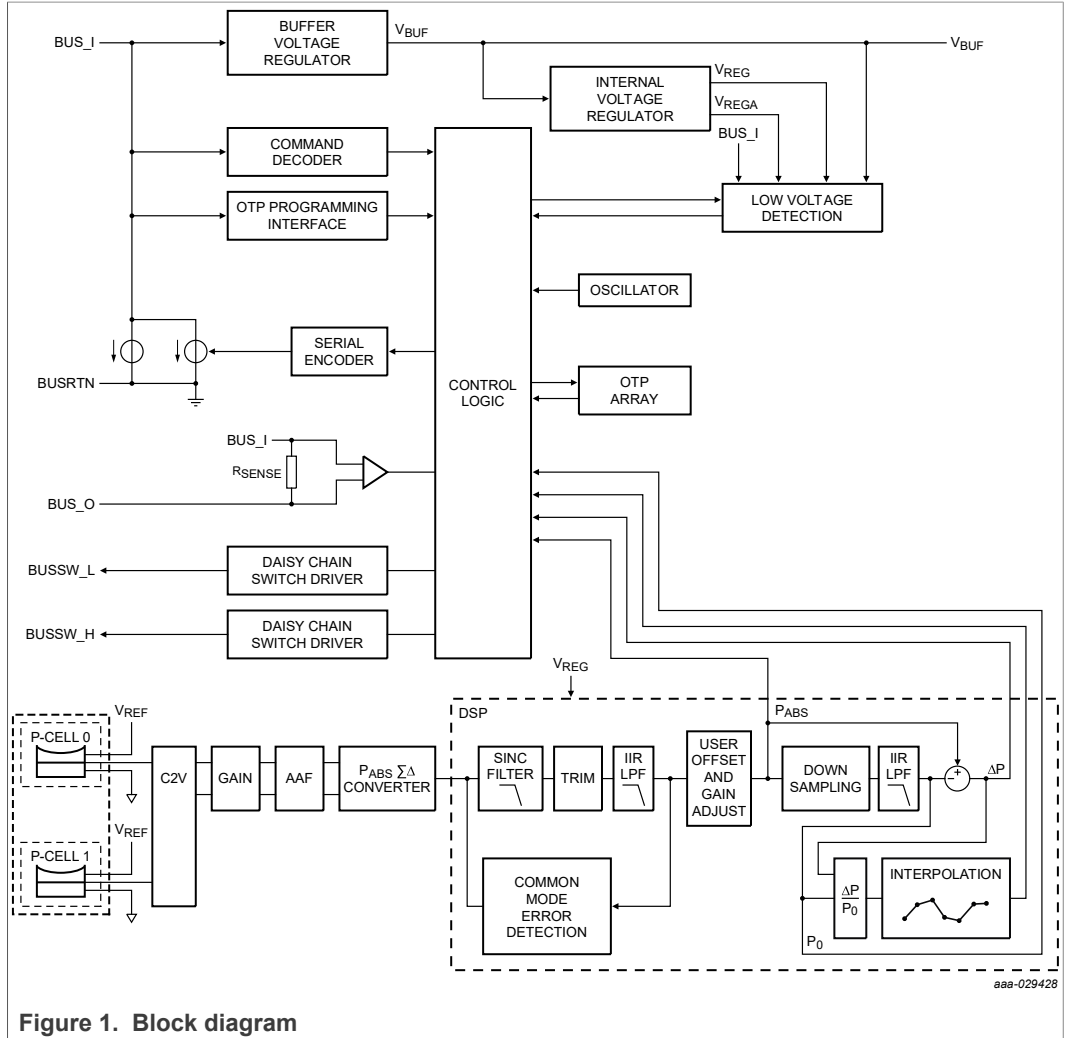 BUS_I
BUFFER
VOLTAGE
REGULATOR
VBUF
VBUF
INTERNAL
VOLTAGE
REGULATOR
VREG
VREGA
BUS_I
COMMAND
DECODER
OTP PROGRAMMING
INTERFACE
LOW VOLTAGE
DETECTION
OSCILLATOR
SERIAL
ENCODER
BUSRTN
CONTROL
LOGIC
OTP
ARRAY
BUS_I
RSENSE
BUS_O
BUSSW_L
DAISY CHAIN
SWITCH DRIVER
BUSSW_H
DAISY CHAIN
SWITCH DRIVER
VREG
DSP
P-CELL 0
VREF
C2V
GAIN
AAF
PABS ∑Δ
CONVERTER
SINC
FILTER
TRIM
IIR
LPF
USER
OFFSET
AND
GAIN
ADJUST
PABS
DOWN
SAMPLING
IIR
LPF
−
+
ΔP
P-CELL 1
VREF
COMMON
MODE
ERROR
DETECTION
ΔP
P0
INTERPOLATION
P0
aaa-029428
Figure 1. Block diagram